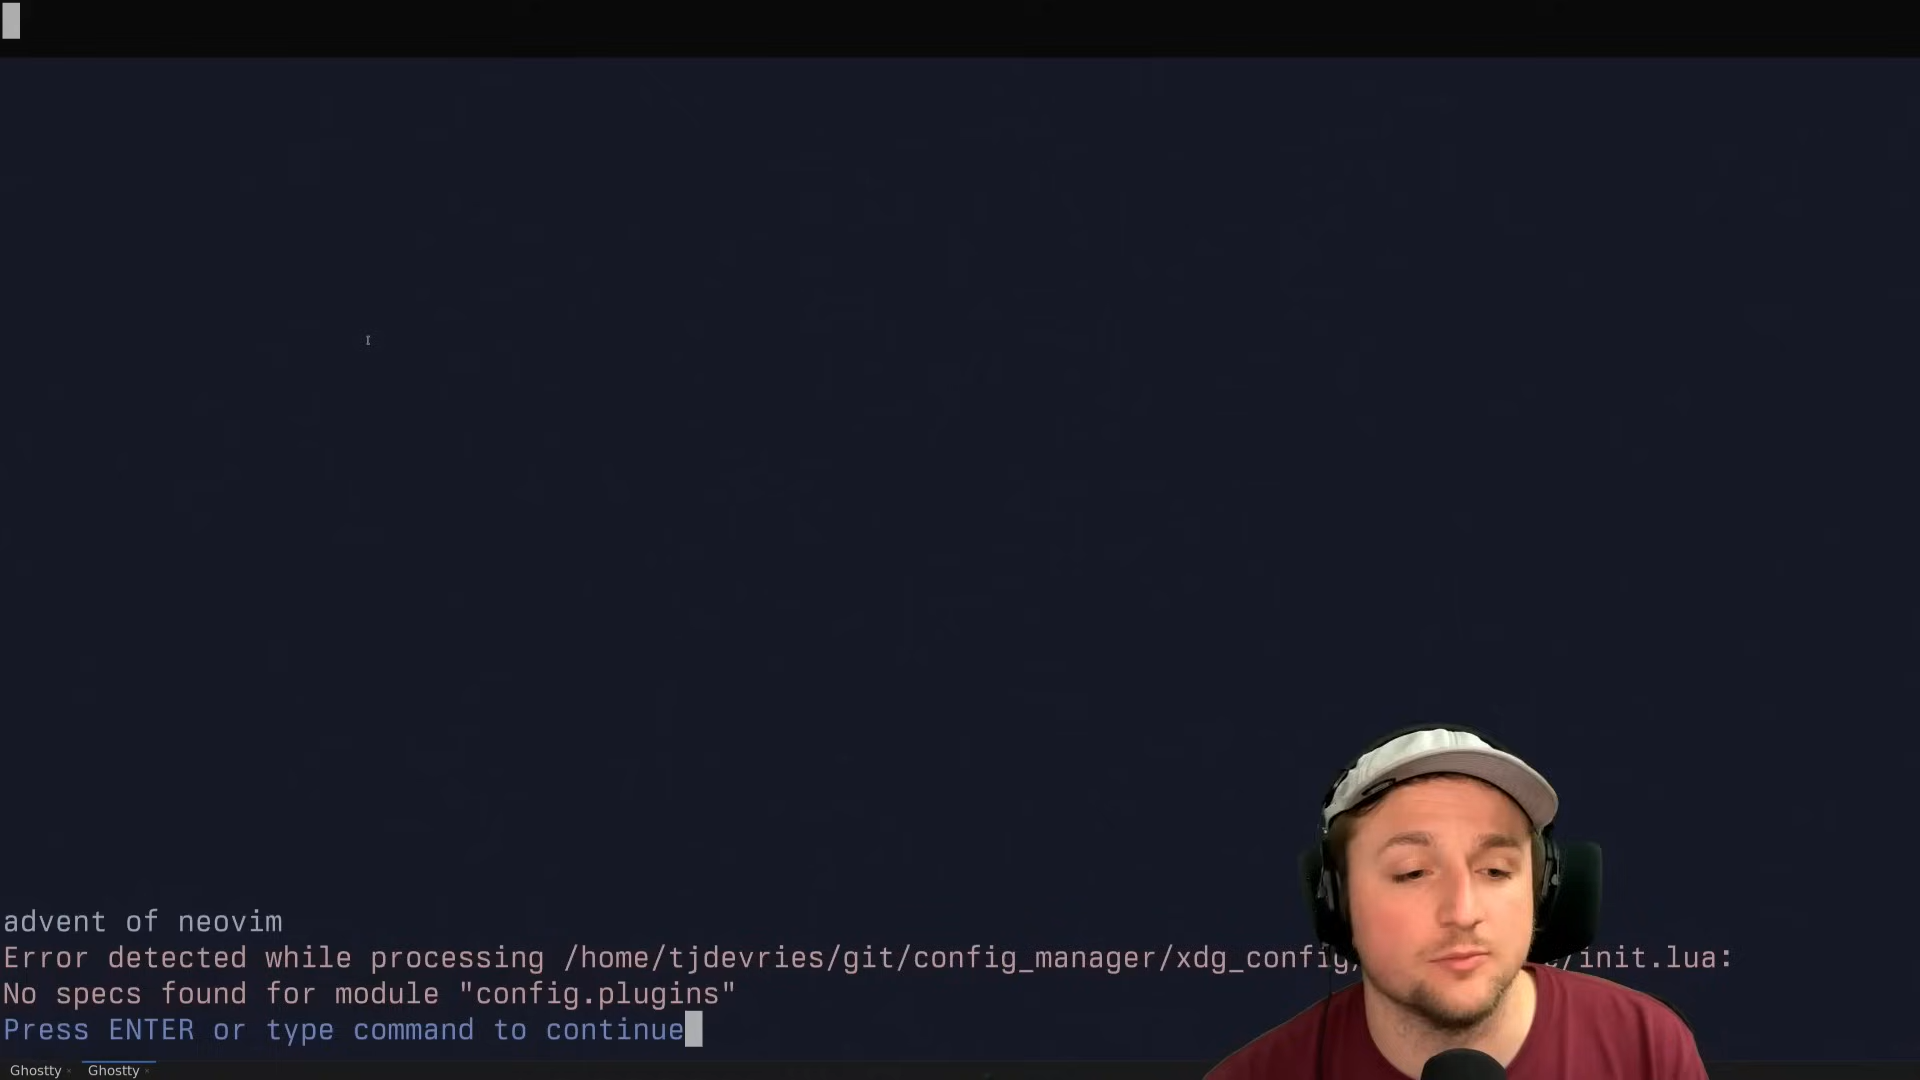 advent of neovim
Error detected while processing /home/tjdevries/git/config_manager/xdg_config/ /init.lua:
No specs found for module "config.plugins"
Press ENTER or type command to continue
Ghostty Ghostty